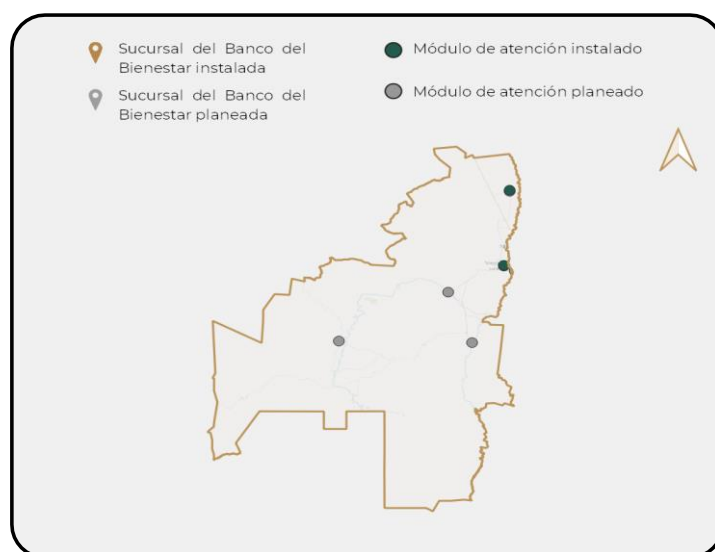 Sucursal del Banco del
Bienestar instalada
Sucursal del Banco del
Bienestar planeada
Módulo de atención instalado
Módulo de atención planeado